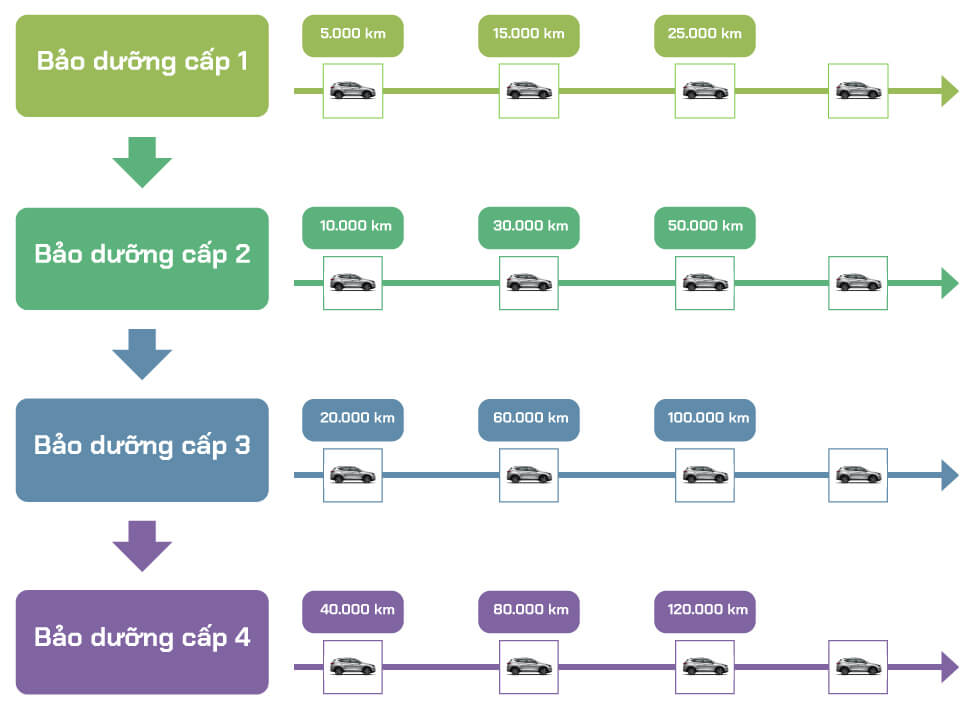 Bảo dưỡng cấp 1
5.000 km
15.000 km
25.000 km
Bảo dưỡng cấp 2
10.000 km
30.000 km
50.000 km
Bảo dưỡng cấp 3
20.000 km
60.000 km
100.000 km
Bảo dưỡng cấp 4
40.000 km
80.000 km
120.000 km